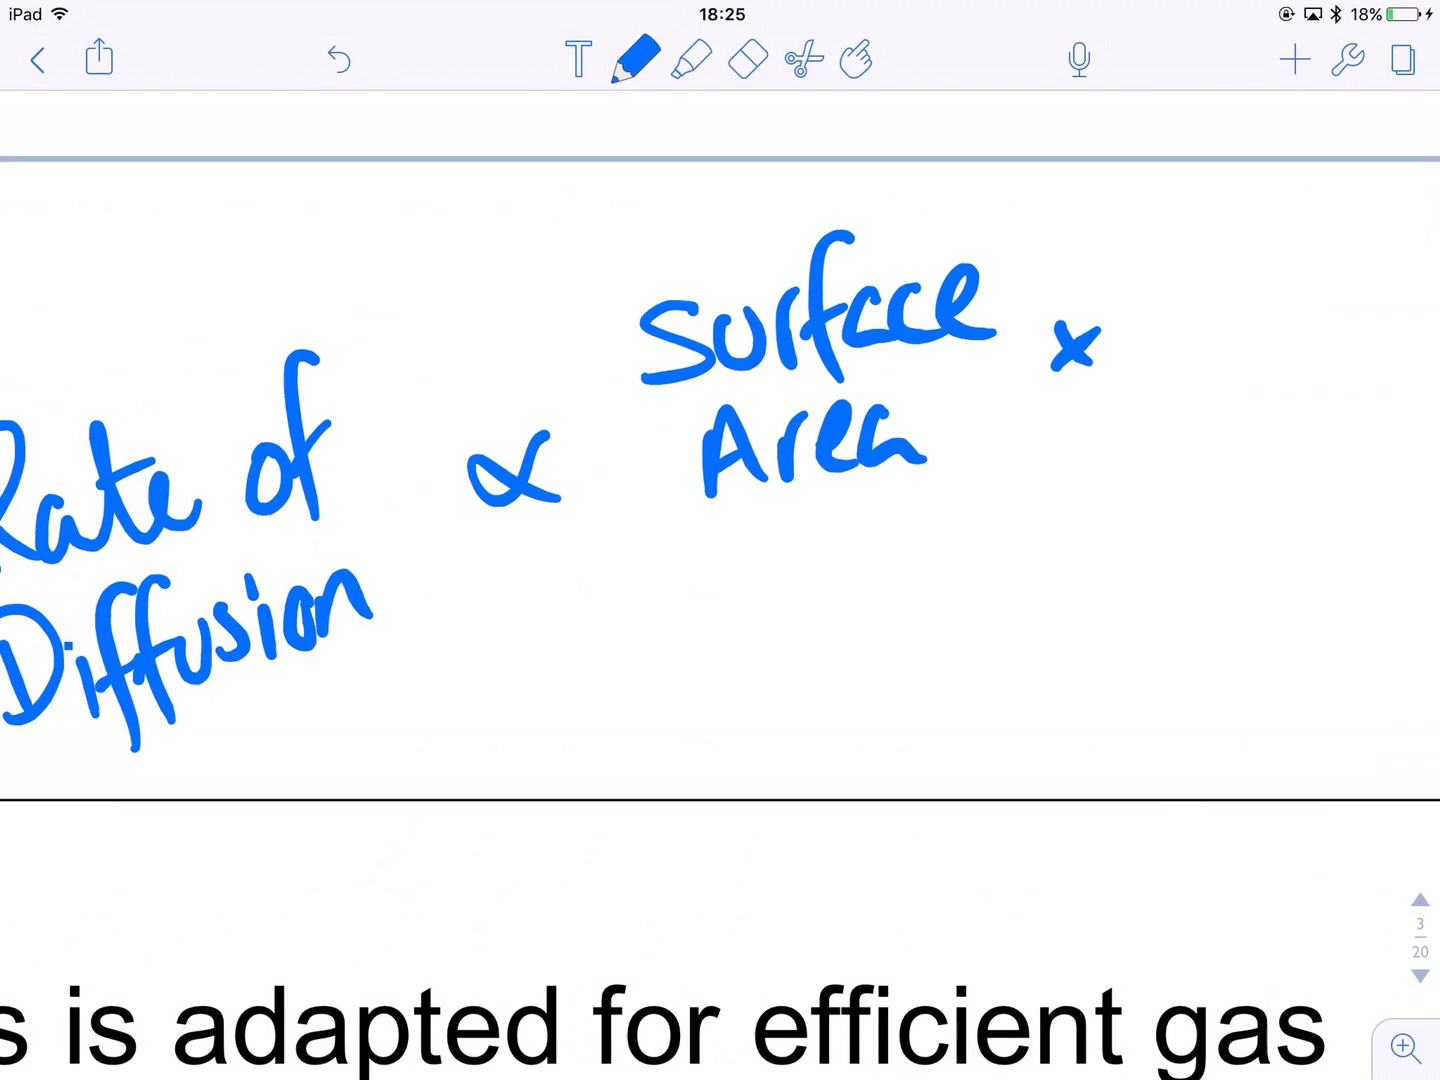 iPad 18:25 18%
T
Surface x
Area
Rate of ∝
Diffusion
3
20
s is adapted for efficient gas